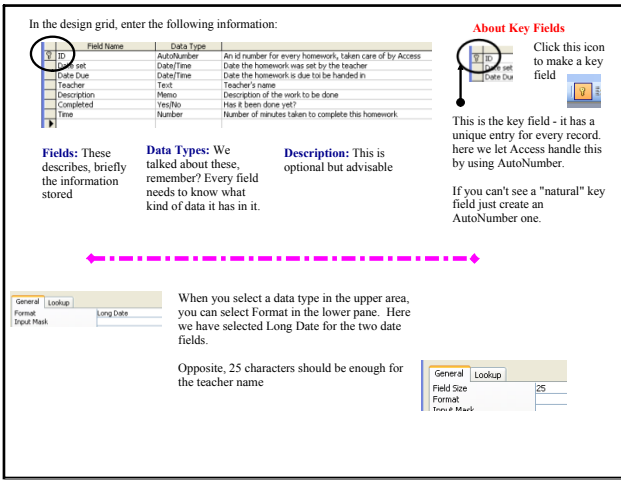 In the design grid, enter the following information:
Field Name Data Type
ID AutoNumber An id number for every homework, taken care of by Access
Date set Date/Time Date the homework was set by the teacher
Date Due Date/Time Date the homework is due toi be handed in
Teacher Text Teacher's name
Description Memo Description of the work to be done
Completed Yes/No Has it been done yet?
Time Number Number of minutes taken to complete this homework
Fields: These
describes, briefly
the information
stored
Data Types: We
talked about these,
remember? Every field
needs to know what
kind of data it has in it.
Description: This is
optional but advisable
About Key Fields
ID
Date set
Date Du
Click this icon
to make a key
field
This is the key field - it has a
unique entry for every record.
here we let Access handle this
by using AutoNumber.
If you can't see a "natural" key
field just create an
AutoNumber one.
General Lookup
Format Long Date
Input Mask
When you select a data type in the upper area,
you can select Format in the lower pane. Here
we have selected Long Date for the two date
fields.
Opposite, 25 characters should be enough for
the teacher name
General Lookup
Field Size 25
Format
Input Mask